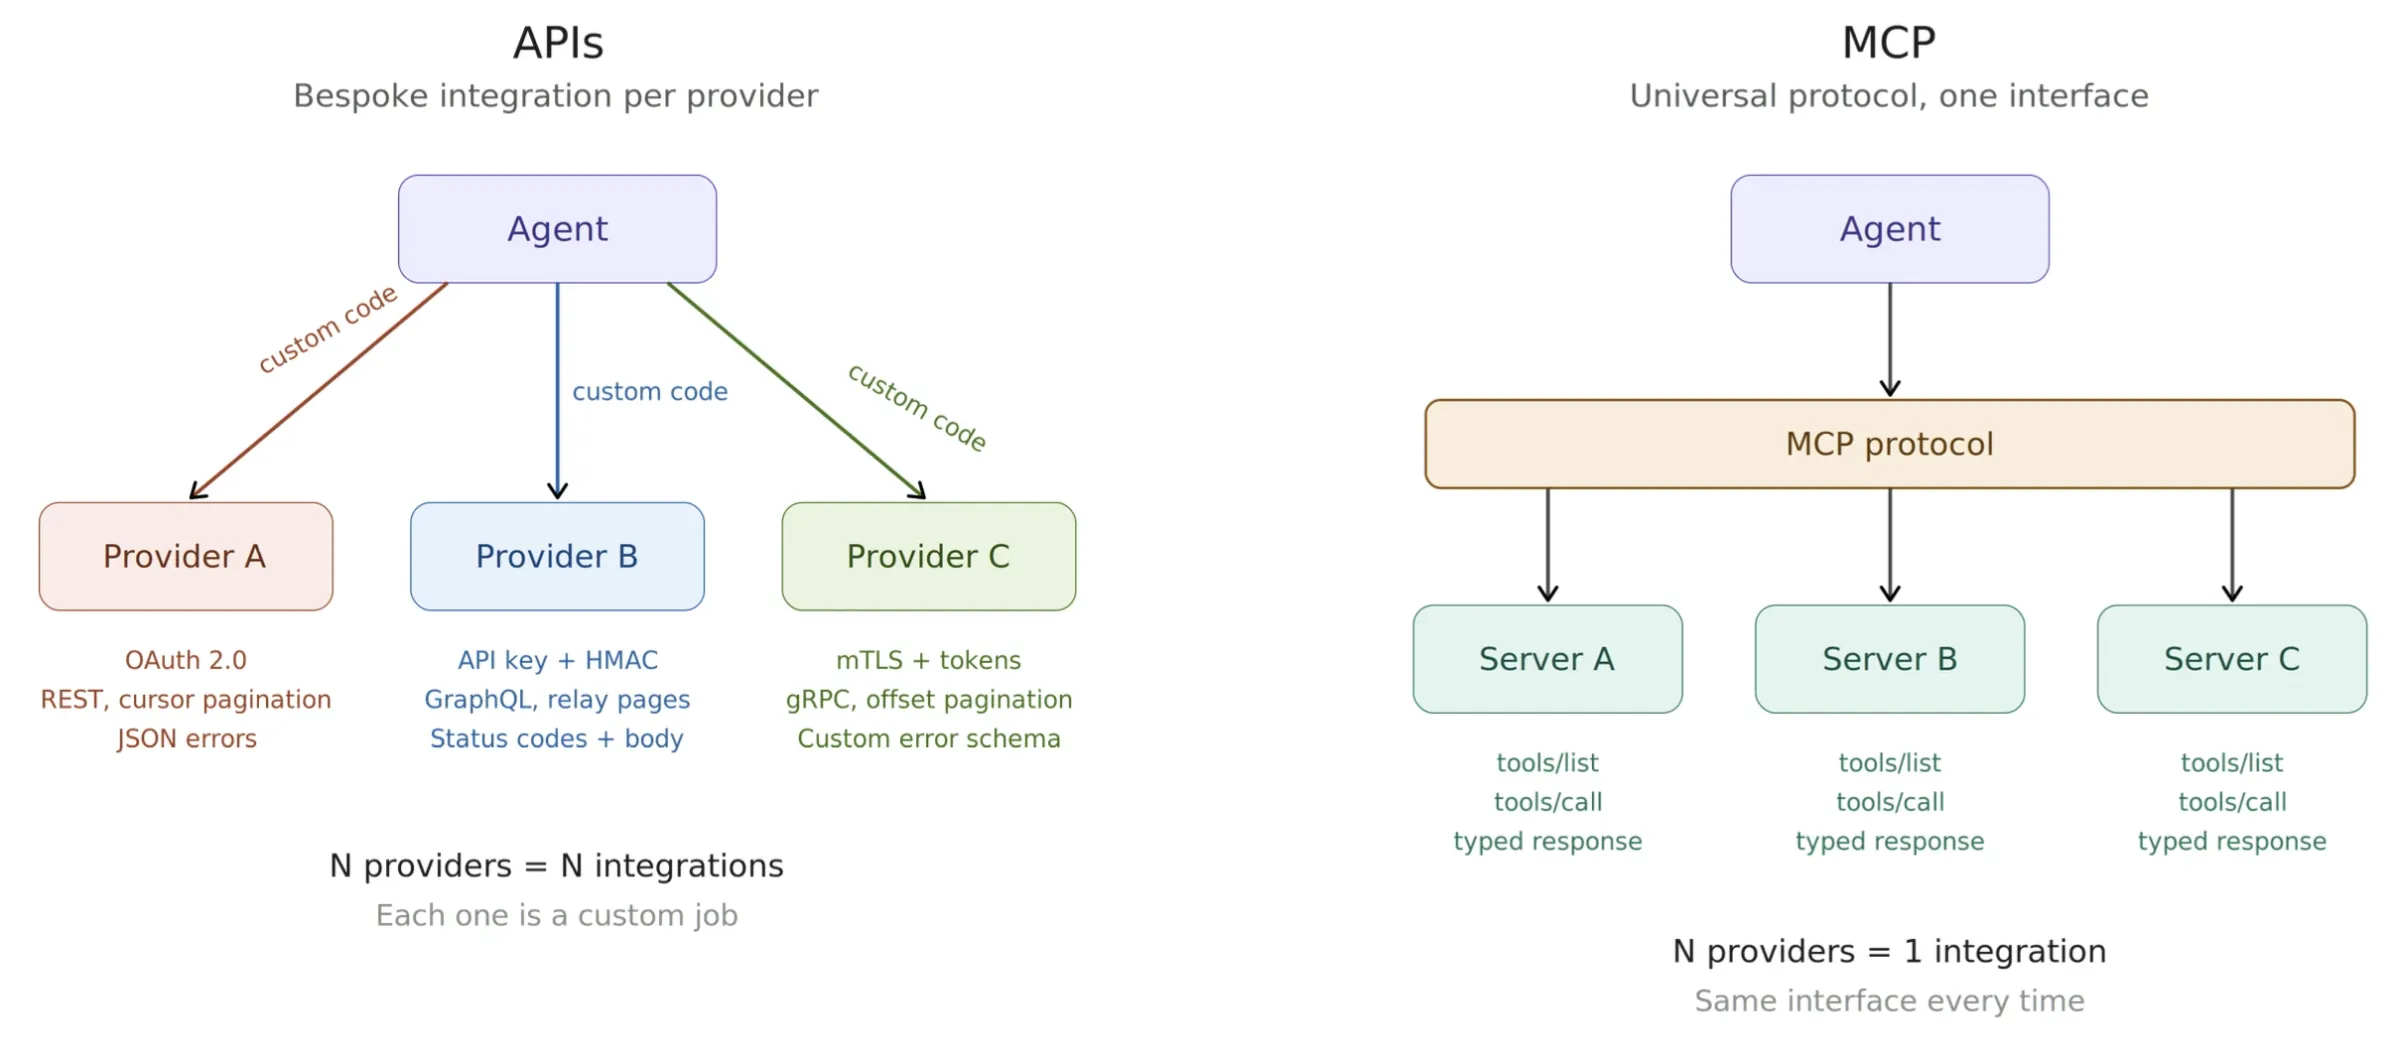 APIs
Bespoke integration per provider
Agent
custom code
custom code
custom code
Provider A
Provider B
Provider C
OAuth 2.0
REST, cursor pagination
JSON errors
API key + HMAC
GraphQL, relay pages
Status codes + body
mTLS + tokens
gRPC, offset pagination
Custom error schema
N providers = N integrations
Each one is a custom job
MCP
Universal protocol, one interface
Agent
MCP protocol
Server A
Server B
Server C
tools/list
tools/call
typed response
tools/list
tools/call
typed response
tools/list
tools/call
typed response
N providers = 1 integration
Same interface every time